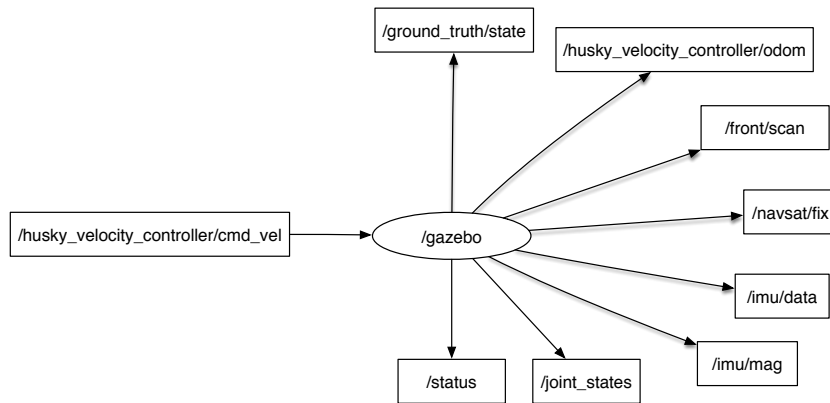 /ground_truth/state
/husky_velocity_controller/odom
/front/scan
/navsat/fix
/husky_velocity_controller/cmd_vel
/gazebo
/imu/data
/imu/mag
/status
/joint_states